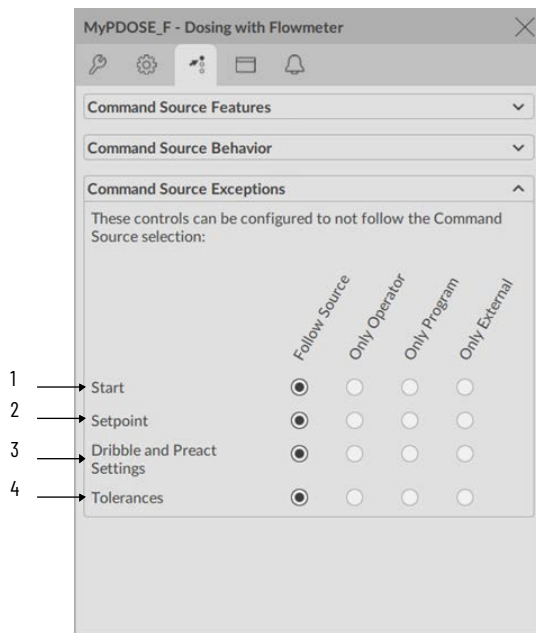 MyPDOSE_F - Dosing with Flowmeter
Command Source Features
Command Source Behavior
Command Source Exceptions
These controls can be configured to not follow the Command
Source selection:
Follow Source
Only Operator
Only Program
Only External
1 Start
2 Setpoint
3 Dribble and Preact
Settings
4 Tolerances